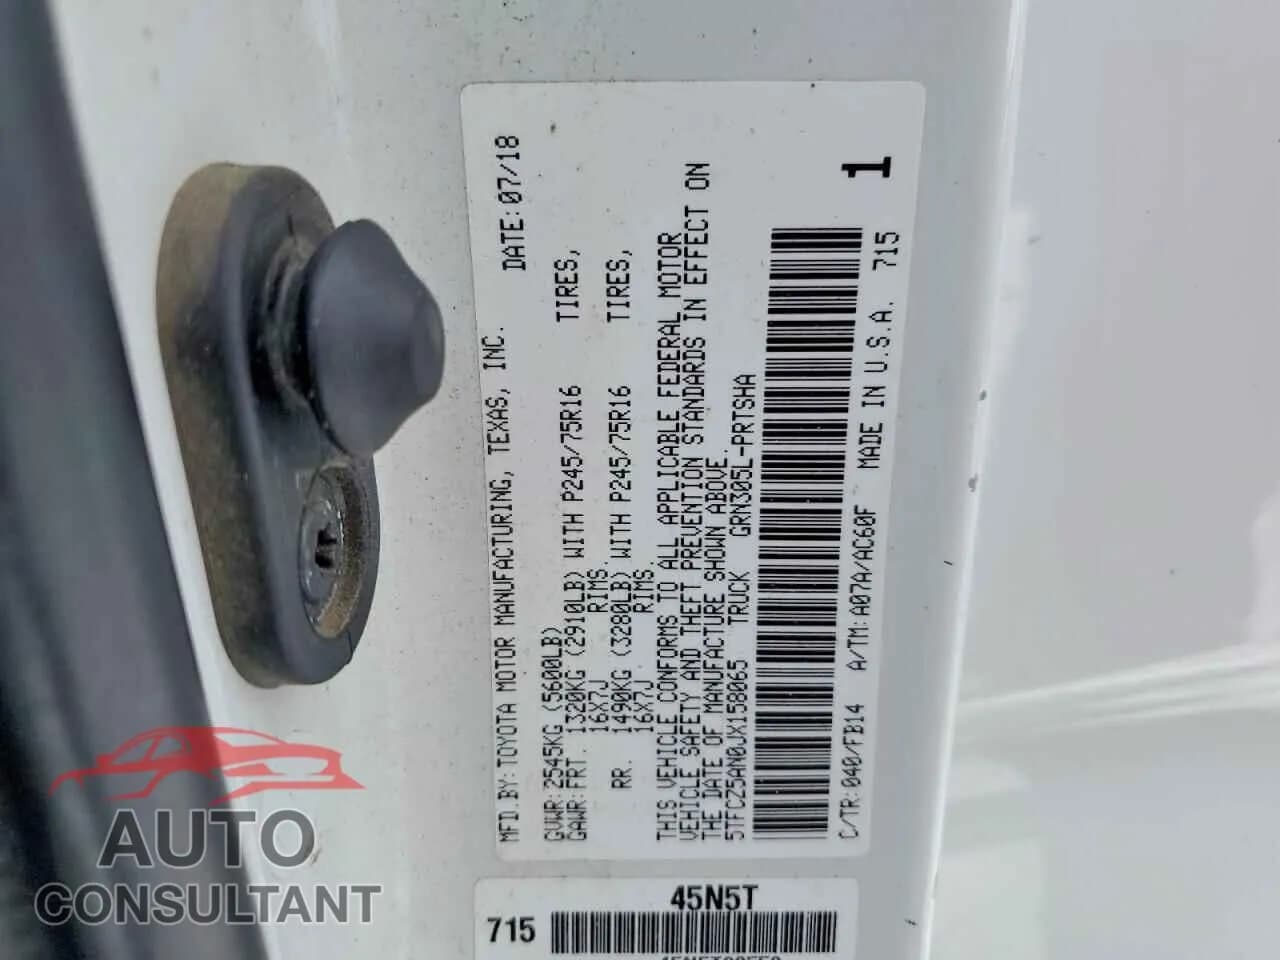 MFD. BY: TOYOTA MOTOR MANUFACTURING, TEXAS, INC. DATE: 07/18
GVWR: 2545KG (5600LB)
GAWR: FRT. 1320KG (2910LB) WITH P245/75R16 TIRES,
16X7J RIMS.
RR. 1490KG (3280LB) WITH P245/75R16 TIRES,
16X7J RIMS.
THIS VEHICLE CONFORMS TO ALL APPLICABLE FEDERAL MOTOR
VEHICLE SAFETY AND THEFT PREVENTION STANDARDS IN EFFECT ON
THE DATE OF MANUFACTURE SHOWN ABOVE.
5TFCZ5AN0JX158065 TRUCK GRN305L-PRTSHA
1
C/TR: 040/FB14 A/TM: A07A/AC60F MADE IN U.S.A. 715
45N5T
715
AUTO
CONSULTANT